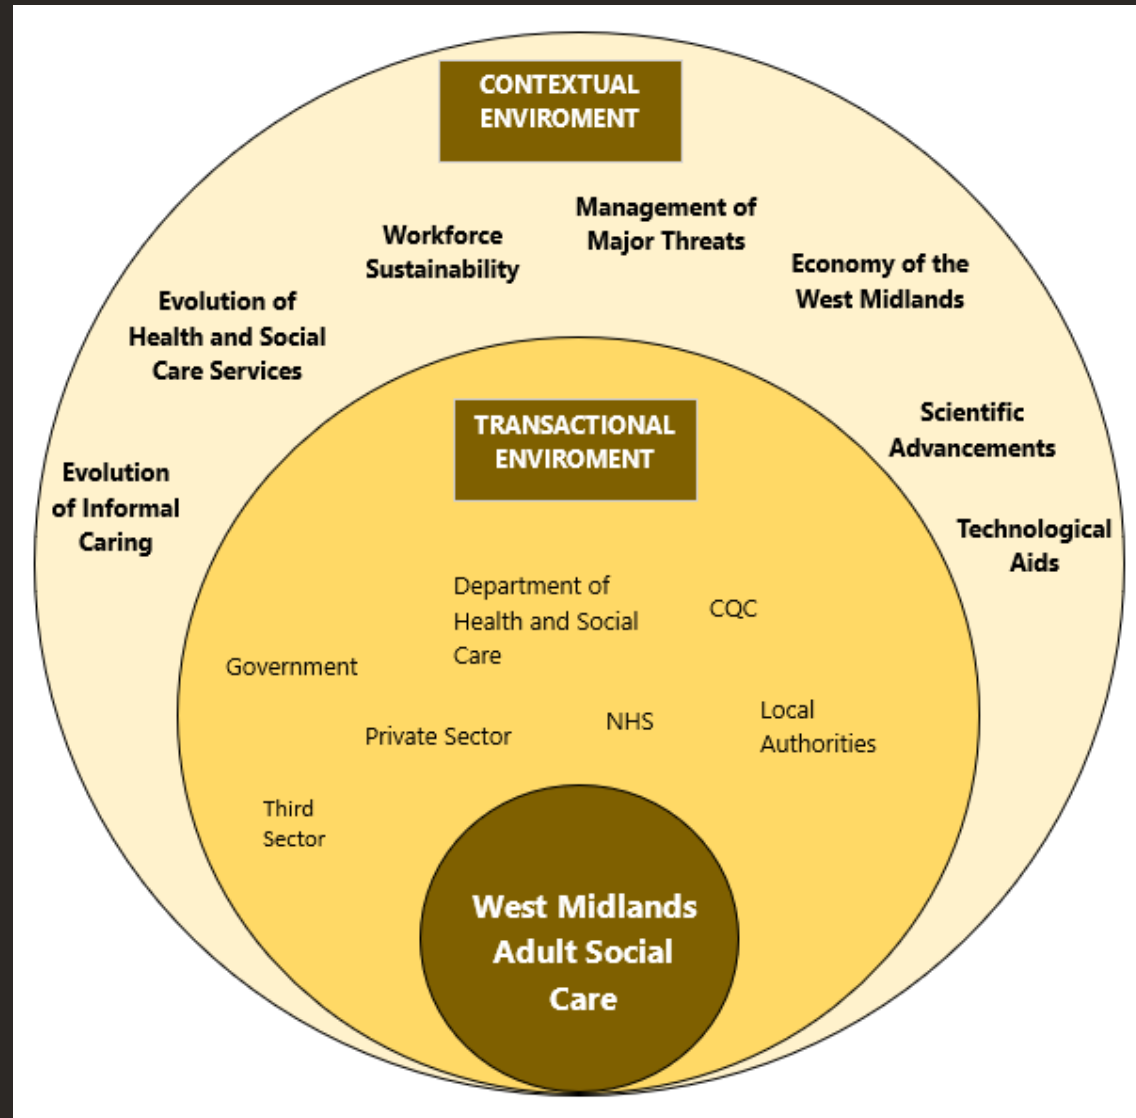 CONTEXTUAL
ENVIROMENT
Management of
Major Threats
Workforce
Sustainability
Economy of the
West Midlands
Evolution of
Health and Social
Care Services
Scientific
Advancements
Evolution
of Informal
Caring
Technological
Aids
TRANSACTIONAL
ENVIROMENT
Department of
Health and Social
Care
CQC
Government
Private Sector
NHS
Local
Authorities
Third
Sector
West Midlands
Adult Social
Care